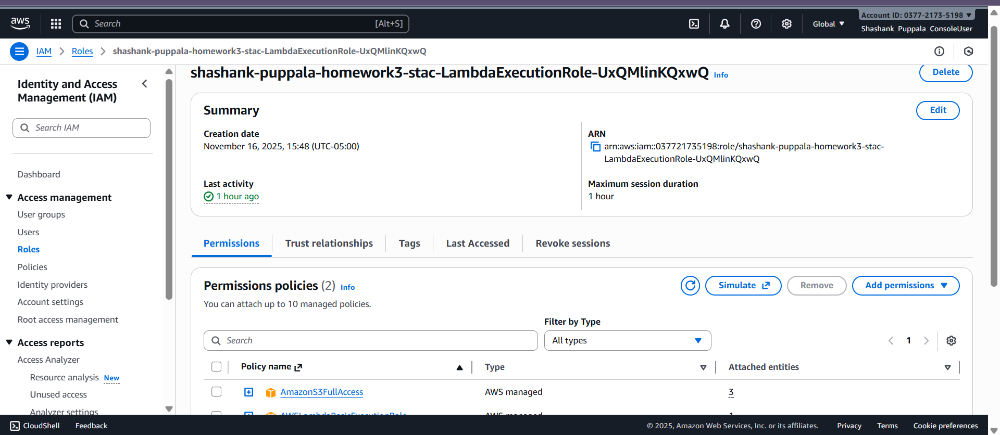 aws
Search [Alt+S]
Global
Account ID: 0377-2173-5198
Shashank_Puppala_ConsoleUser
IAM Roles shashank-puppala-homework3-stac-LambdaExecutionRole-UxQMlinKQxwQ
Identity and Access
Management (IAM)
Search IAM
Dashboard
Access management
User groups
Users
Roles
Policies
Identity providers
Account settings
Root access management
Access reports
Access Analyzer
Resource analysis New
Unused access
Analyzer settings
shashank-puppala-homework3-stac-LambdaExecutionRole-UxQMlinKQxwQ Info
Delete
Summary
Edit
Creation date
November 16, 2025, 15:48 (UTC-05:00)
ARN
arn:aws:iam::037721735198:role/shashank-puppala-homework3-stac-
LambdaExecutionRole-UxQMlinKQxwQ
Last activity
1 hour ago
Maximum session duration
1 hour
Permissions Trust relationships Tags Last Accessed Revoke sessions
Permissions policies (2) Info
Simulate Remove Add permissions
You can attach up to 10 managed policies.
Filter by Type
Search
All types
1
Policy name Type Attached entities
AmazonS3FullAccess AWS managed 3
AWSLambdaBasicExecutionRole AWS managed 1
CloudShell Feedback
© 2025, Amazon Web Services, Inc. or its affiliates. Privacy Terms Cookie preferences